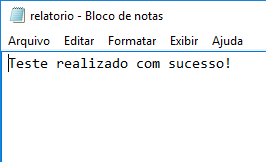 relatorio - Bloco de notas
Arquivo Editar Formatar Exibir Ajuda
Teste realizado com sucesso!